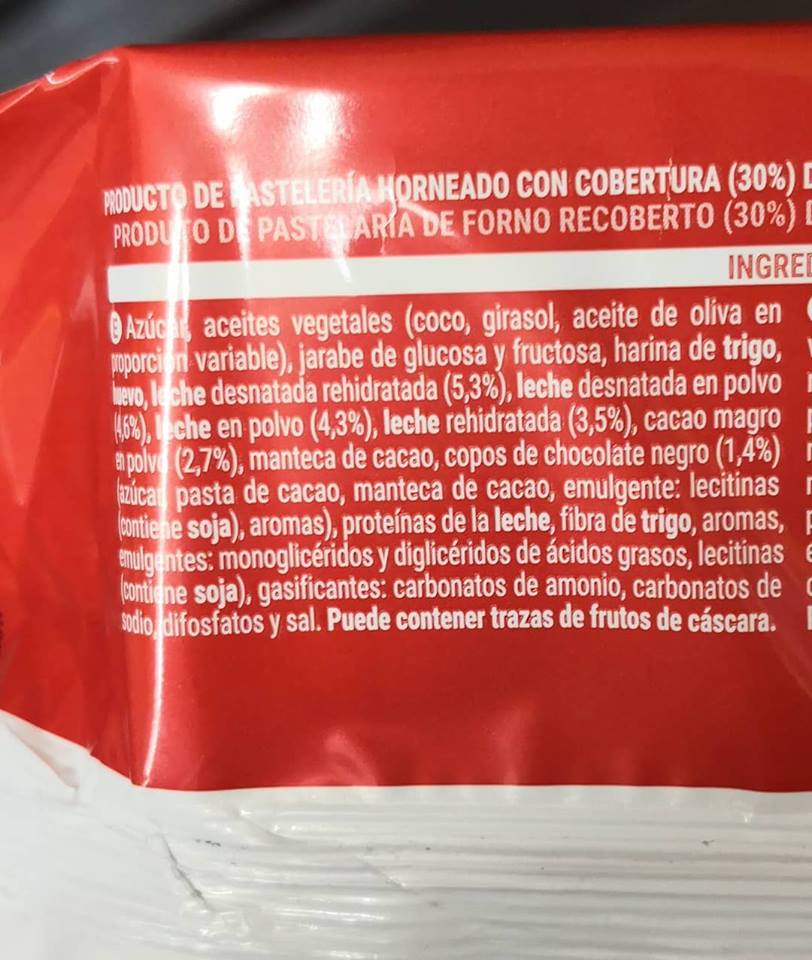 PRODUCTO DE PASTELERÍA HORNEADO CON COBERTURA (30%) D
PRODUTO DE PASTELARIA DE FORNO RECOBERTO (30%)
INGRED
E Azúcar, aceites vegetales (coco, girasol, aceite de oliva en
proporción variable), jarabe de glucosa y fructosa, harina de trigo,
huevo, leche desnatada rehidratada (5,3%), leche desnatada en polvo
(4,6%), leche en polvo (4,3%), leche rehidratada (3,5%), cacao magro
en polvo (2,7%), manteca de cacao, copos de chocolate negro (1,4%)
(azúcar, pasta de cacao, manteca de cacao, emulgente: lecitinas
(contiene soja), aromas), proteínas de la leche, fibra de trigo, aromas,
emulgentes: monoglicéridos y diglicéridos de ácidos grasos, lecitinas
(contiene soja), gasificantes: carbonatos de amonio, carbonatos de
sodio, difosfatos y sal. Puede contener trazas de frutos de cáscara.